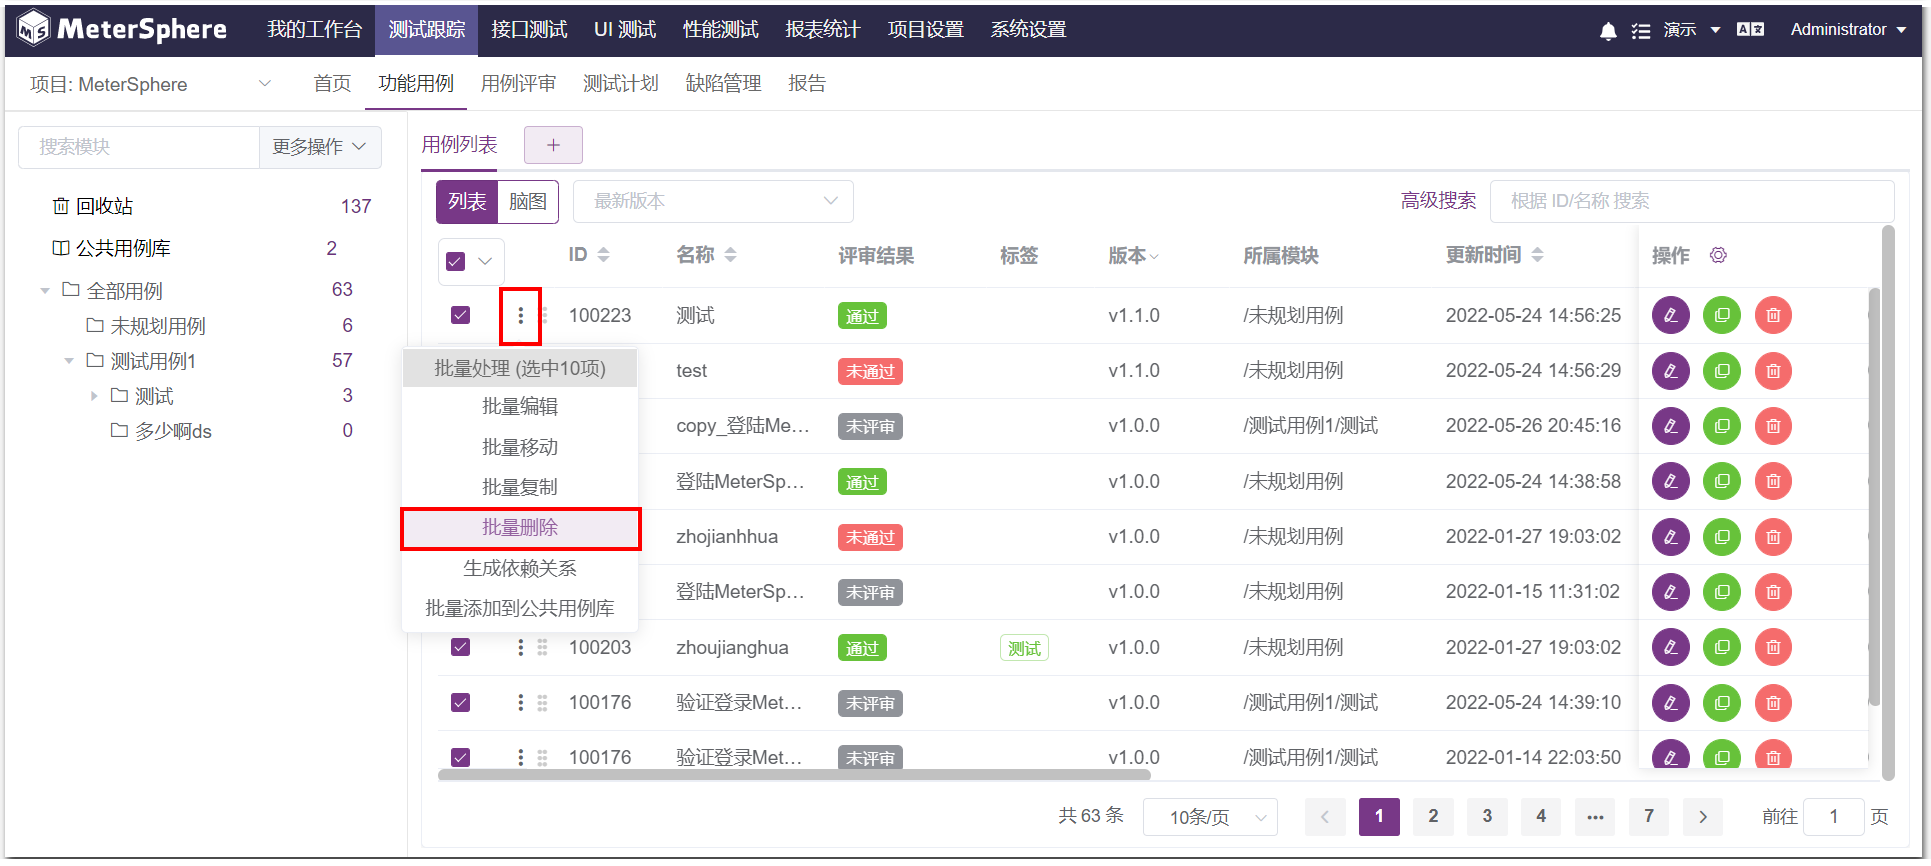 MeterSphere 我的工作台 测试跟踪 接口测试 UI 测试 性能测试 报表统计 项目设置 系统设置 演示 Administrator
项目: MeterSphere 首页 功能用例 用例评审 测试计划 缺陷管理 报告
搜索模块 更多操作
回收站 137
公共用例库 2
全部用例 63
未规划用例 6
测试用例1 57
测试 3
多少啊ds 0
用例列表 +
列表 脑图 最新版本 高级搜索 根据 ID/名称 搜索
ID 名称 评审结果 标签 版本 所属模块 更新时间 操作
100223 测试 通过 v1.1.0 /未规划用例 2022-05-24 14:56:25
test 未通过 v1.1.0 /未规划用例 2022-05-24 14:56:29
copy_登陆Me... 未评审 v1.0.0 /测试用例1/测试 2022-05-26 20:45:16
登陆MeterSp... 通过 v1.0.0 /未规划用例 2022-05-24 14:38:58
zhojianhhua 未通过 v1.0.0 /未规划用例 2022-01-27 19:03:02
登陆MeterSp... 未评审 v1.0.0 /未规划用例 2022-01-15 11:31:02
100203 zhoujianghua 通过 测试 v1.0.0 /未规划用例 2022-01-27 19:03:02
100176 验证登录Met... 未评审 v1.0.0 /测试用例1/测试 2022-05-24 14:39:10
100176 验证登录Met... 未评审 v1.0.0 /测试用例1/测试 2022-01-14 22:03:50
批量处理 (选中10项)
批量编辑
批量移动
批量复制
批量删除
生成依赖关系
批量添加到公共用例库
共 63 条 10条/页 1 2 3 4 ... 7 前往 1 页